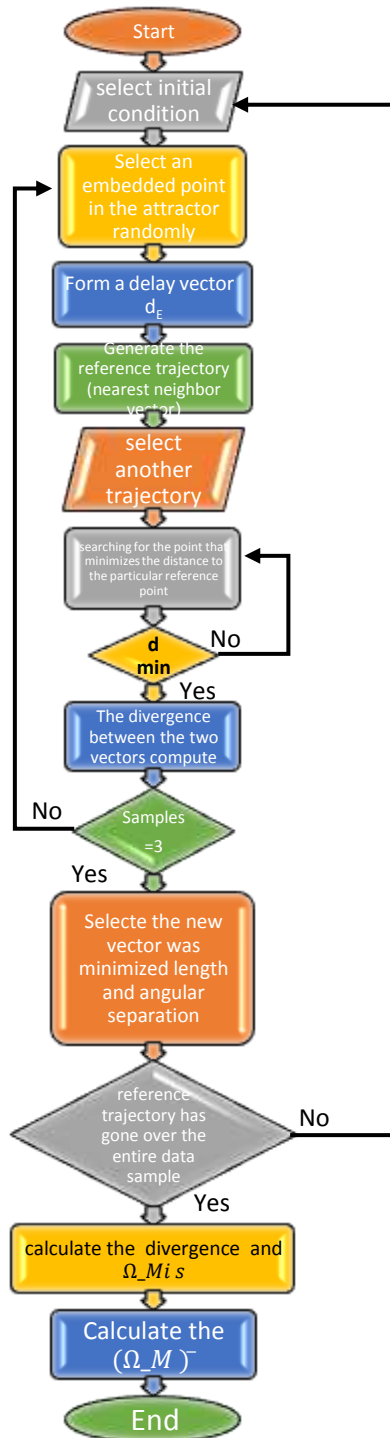 Start
select initial
condition
Select an
embedded point
in the attractor
randomly
Form a delay vector
d_E
Generate the
reference trajectory
(nearest neighbor
vector)
select
another
trajectory
searching for the point that
minimizes the distance to
the particular reference
point
d
min
No
Yes
The divergence
between the two
vectors compute
No
Samples
=3
Yes
Selecte the new
vector was
minimized length
and angular
separation
reference
trajectory has
gone over the
entire data
sample
No
Yes
calculate the divergence and
Ω_Mi s
Calculate the
(Ω_M )¯
End